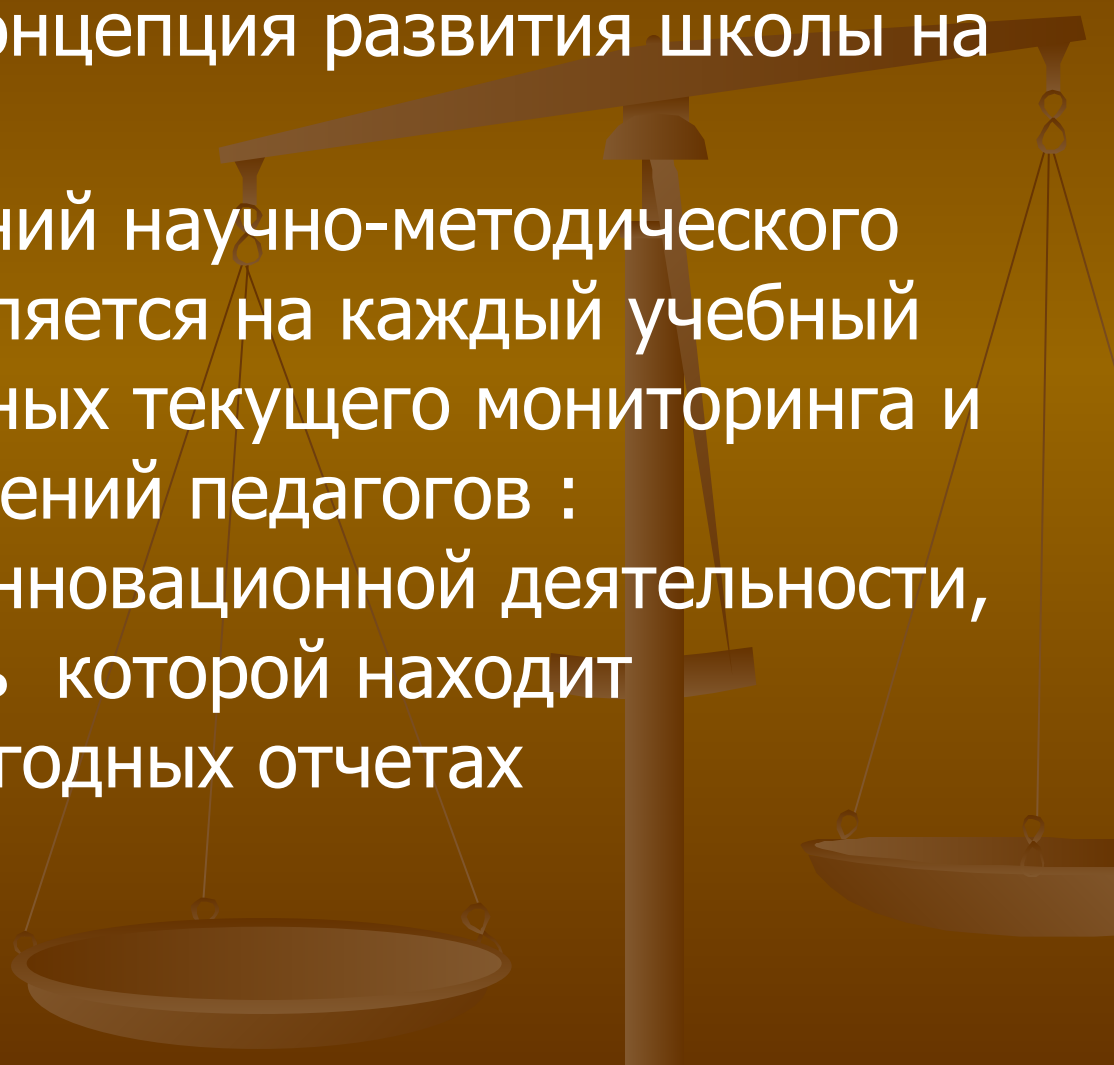 онцепция развития школы на
ний научно-методического
ляется на каждый учебный
ных текущего мониторинга и
ений педагогов :
нновационной деятельности,
ь которой находит
годных отчетах